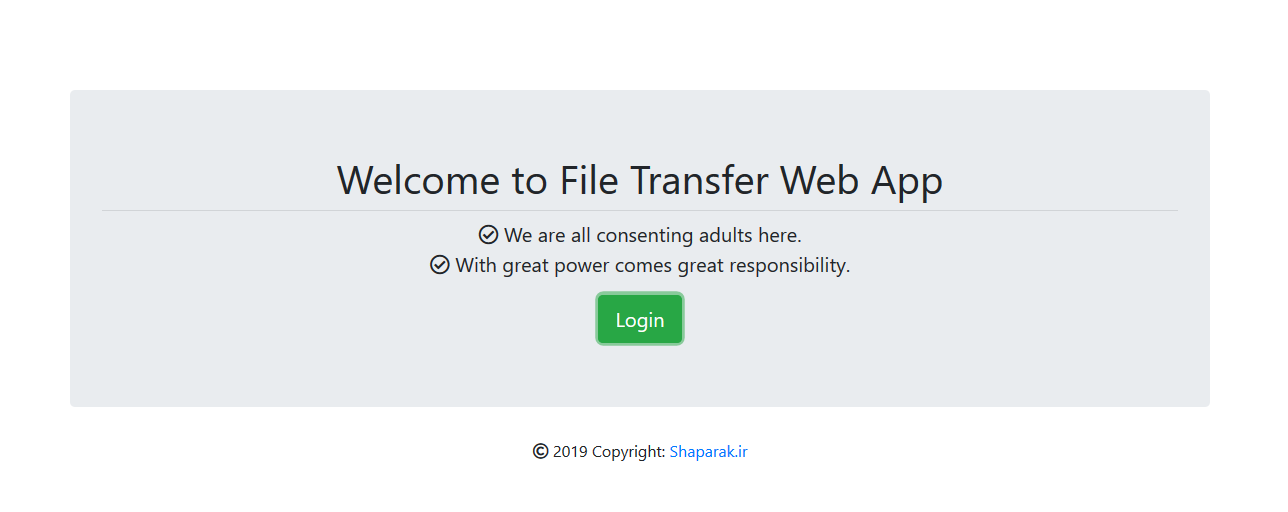 Welcome to File Transfer Web App
We are all consenting adults here.
With great power comes great responsibility.
Login
© 2019 Copyright: Shaparak.ir